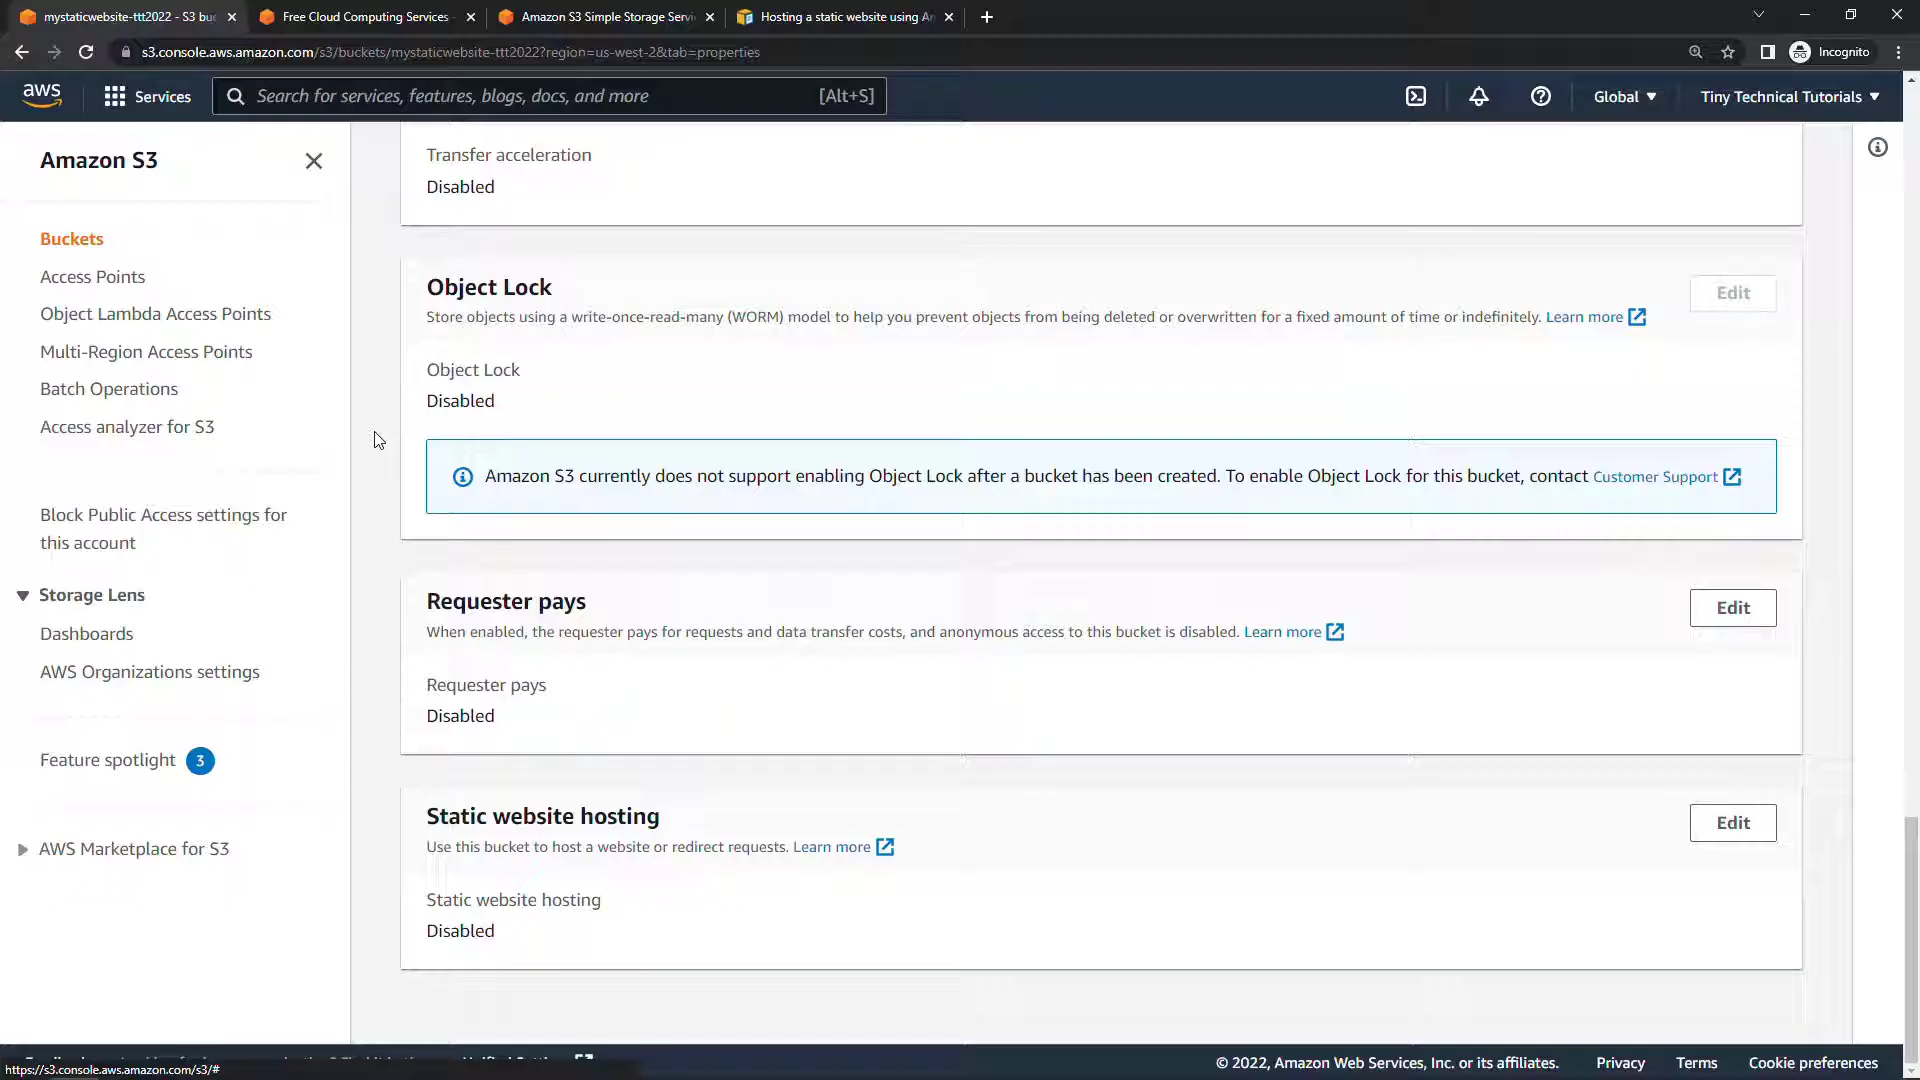 mystaticwebsite-ttt2022 - S3 bu
Free Cloud Computing Services -
Amazon S3 Simple Storage Servi
Hosting a static website using A
s3.console.aws.amazon.com/s3/buckets/mystaticwebsite-ttt2022?region=us-west-2&tab=properties
Incognito
aws
Services
Search for services, features, blogs, docs, and more
[Alt+S]
Global
Tiny Technical Tutorials
Amazon S3
Buckets
Access Points
Object Lambda Access Points
Multi-Region Access Points
Batch Operations
Access analyzer for S3
Block Public Access settings for
this account
Storage Lens
Dashboards
AWS Organizations settings
Feature spotlight 3
AWS Marketplace for S3
Transfer acceleration
Disabled
Object Lock
Edit
Store objects using a write-once-read-many (WORM) model to help you prevent objects from being deleted or overwritten for a fixed amount of time or indefinitely. Learn more
Object Lock
Disabled
Amazon S3 currently does not support enabling Object Lock after a bucket has been created. To enable Object Lock for this bucket, contact Customer Support
Requester pays
Edit
When enabled, the requester pays for requests and data transfer costs, and anonymous access to this bucket is disabled. Learn more
Requester pays
Disabled
Static website hosting
Edit
Use this bucket to host a website or redirect requests. Learn more
Static website hosting
Disabled
© 2022, Amazon Web Services, Inc. or its affiliates.
Privacy
Terms
Cookie preferences
https://s3.console.aws.amazon.com/s3/#